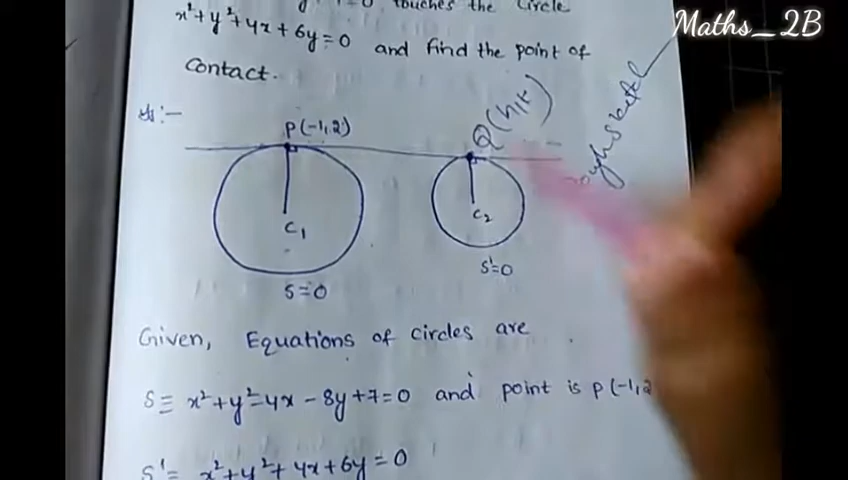 touches the Circle
x²+y²+4x+6y=0 and find the point of
Contact.
Maths_2B
P(-1,2)
Q(h,k)
C₁
C₂
S=0
S'=0
Given, Equations of circles are
S≡ x²+y²-4x-8y+7=0 and point is P(-1,2
S'= x²+y²+4x+6y=0